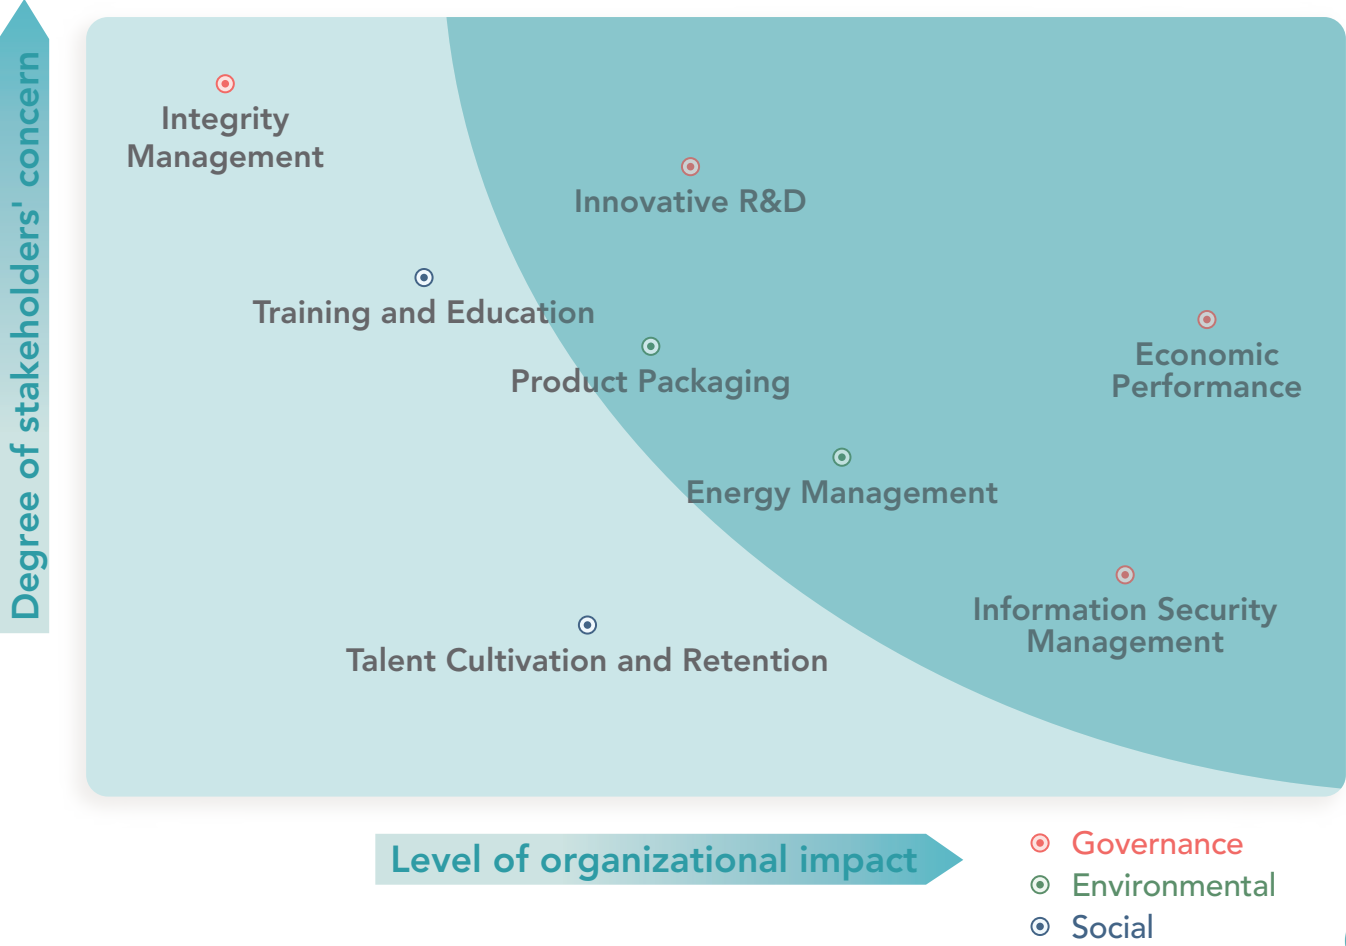 Degree of stakeholders' concern
Integrity
Management
Innovative R&D
Training and Education
Product Packaging
Economic
Performance
Energy Management
Information Security
Management
Talent Cultivation and Retention
Level of organizational impact
Governance
Environmental
Social